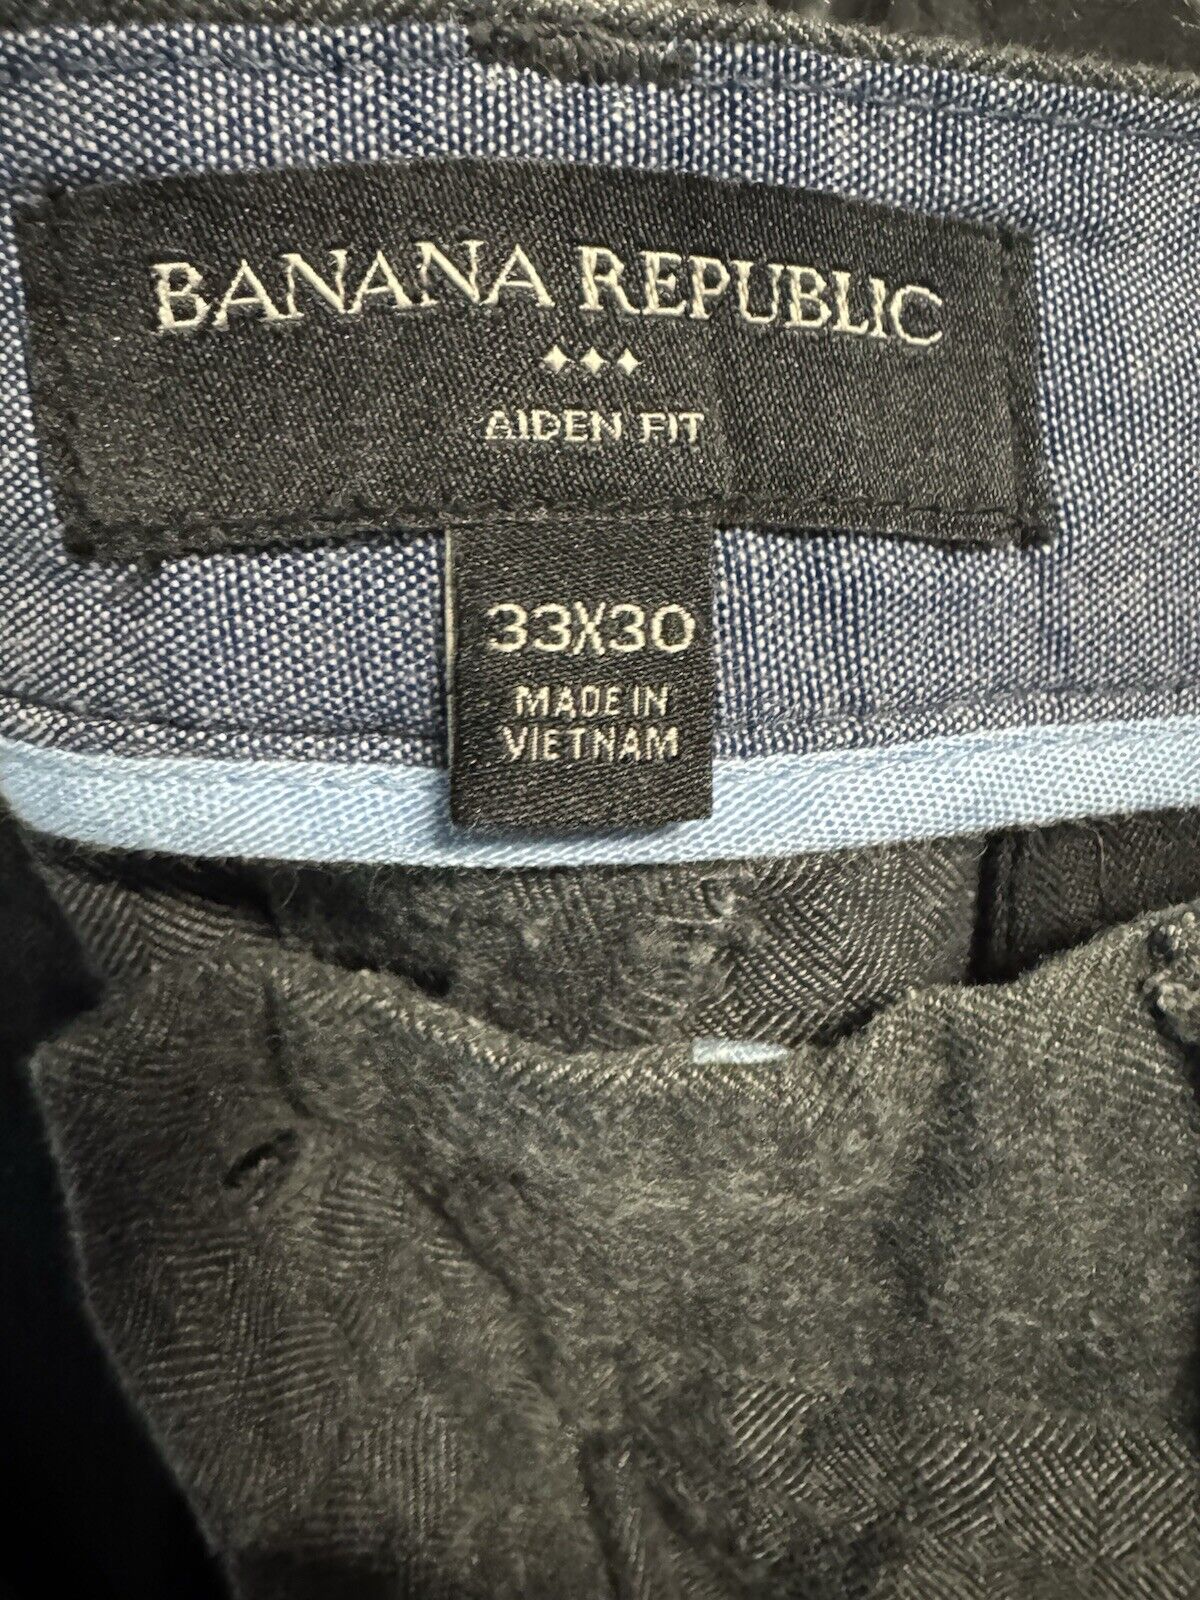 BANANA REPUBLIC
AIDEN FIT
33X30
MADE IN
VIETNAM